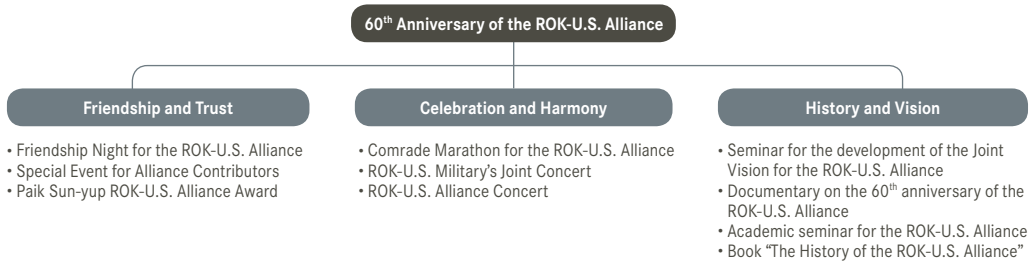 60th Anniversary of the ROK-U.S. Alliance
Friendship and Trust
• Friendship Night for the ROK-U.S. Alliance
• Special Event for Alliance Contributors
• Paik Sun-yup ROK-U.S. Alliance Award
Celebration and Harmony
• Comrade Marathon for the ROK-U.S. Alliance
• ROK-U.S. Military's Joint Concert
• ROK-U.S. Alliance Concert
History and Vision
• Seminar for the development of the Joint
Vision for the ROK-U.S. Alliance
• Documentary on the 60th anniversary of the
ROK-U.S. Alliance
• Academic seminar for the ROK-U.S. Alliance
• Book “The History of the ROK-U.S. Alliance”